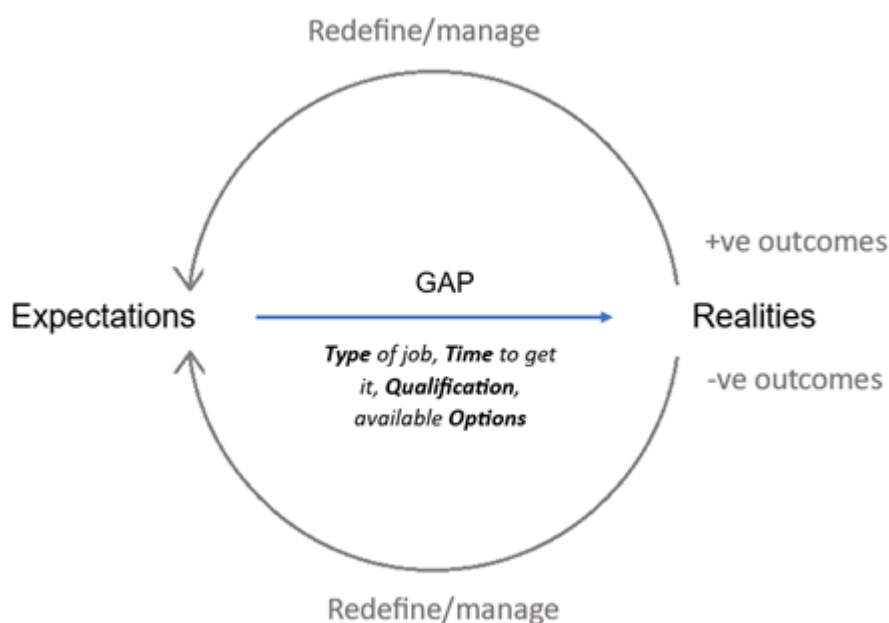 Redefine/manage
+ve outcomes
GAP
Expectations
Realities
Type of job, Time to get
it, Qualification,
available Options
-ve outcomes
Redefine/manage